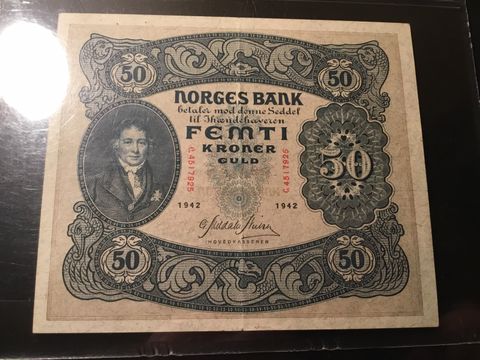 50
50
NORGES BANK
betaler mod denne Seddel
til Ihændehaveren
FEMTI
KRONER
GULD
50
C.4517925
C.4517925
1942
1942
HOVEDKASSERER
50
50